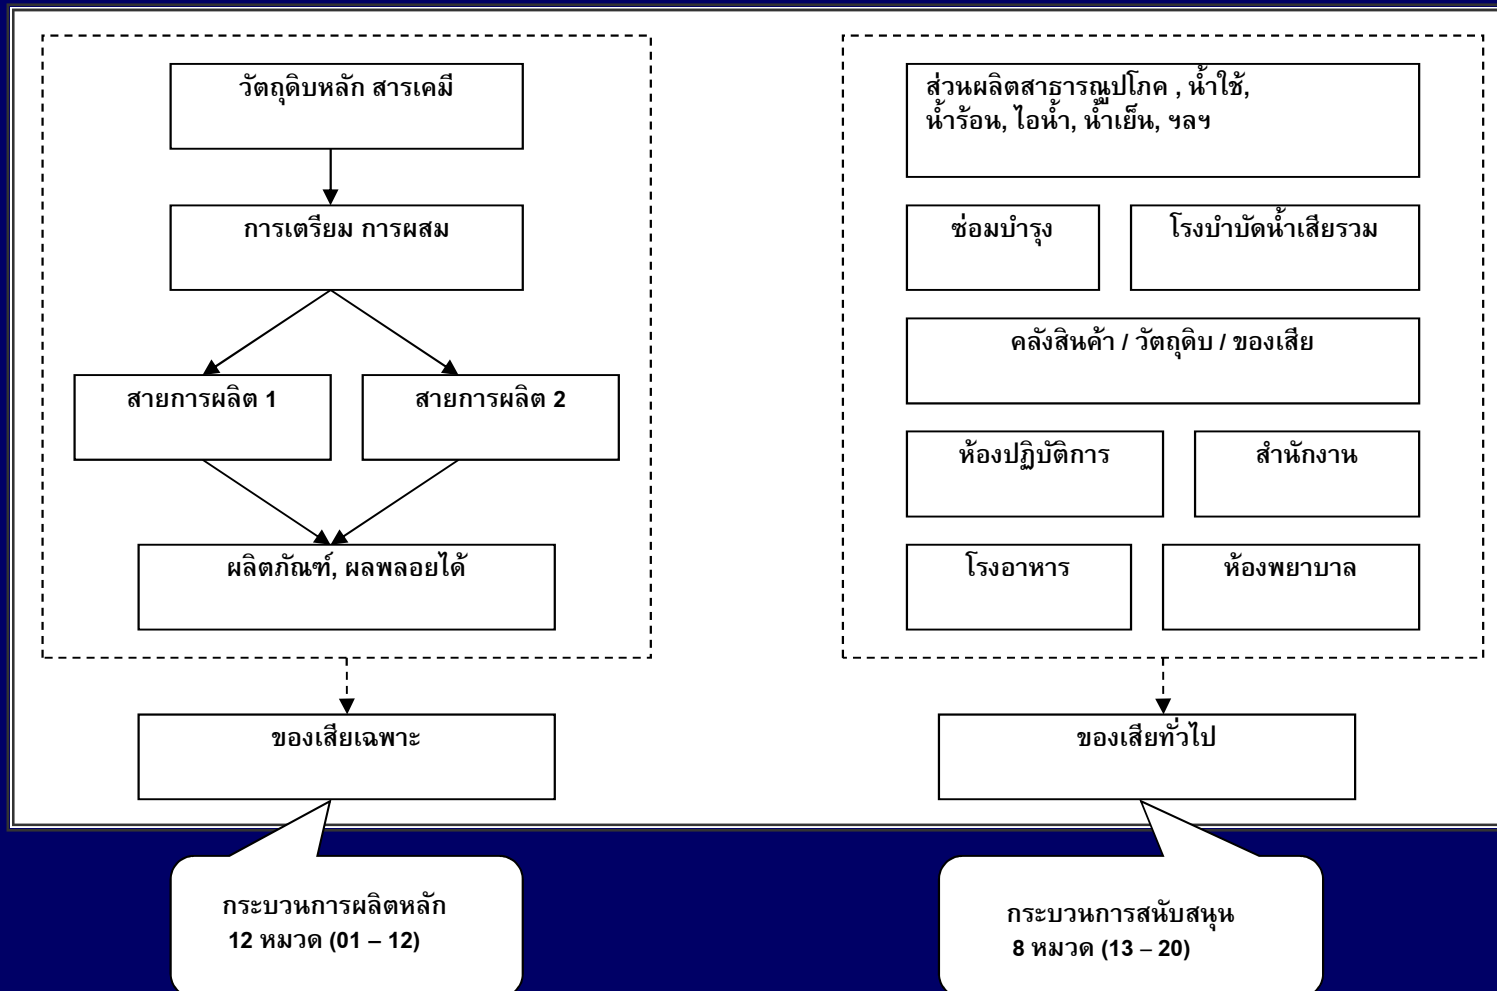 วัตถุดิบหลัก สารเคมี
การเตรียม การผสม
สายการผลิต 1
สายการผลิต 2
ผลิตภัณฑ์, ผลพลอยได้
ของเสียเฉพาะ
กระบวนการผลิตหลัก
12 หมวด (01 – 12)
ส่วนผลิตสาธารณูปโภค , น้ำใช้,
น้ำร้อน, ไอน้ำ, น้ำเย็น, ฯลฯ
ซ่อมบำรุง
โรงบำบัดน้ำเสียรวม
คลังสินค้า / วัตถุดิบ / ของเสีย
ห้องปฏิบัติการ
สำนักงาน
โรงอาหาร
ห้องพยาบาล
ของเสียทั่วไป
กระบวนการสนับสนุน
8 หมวด (13 – 20)